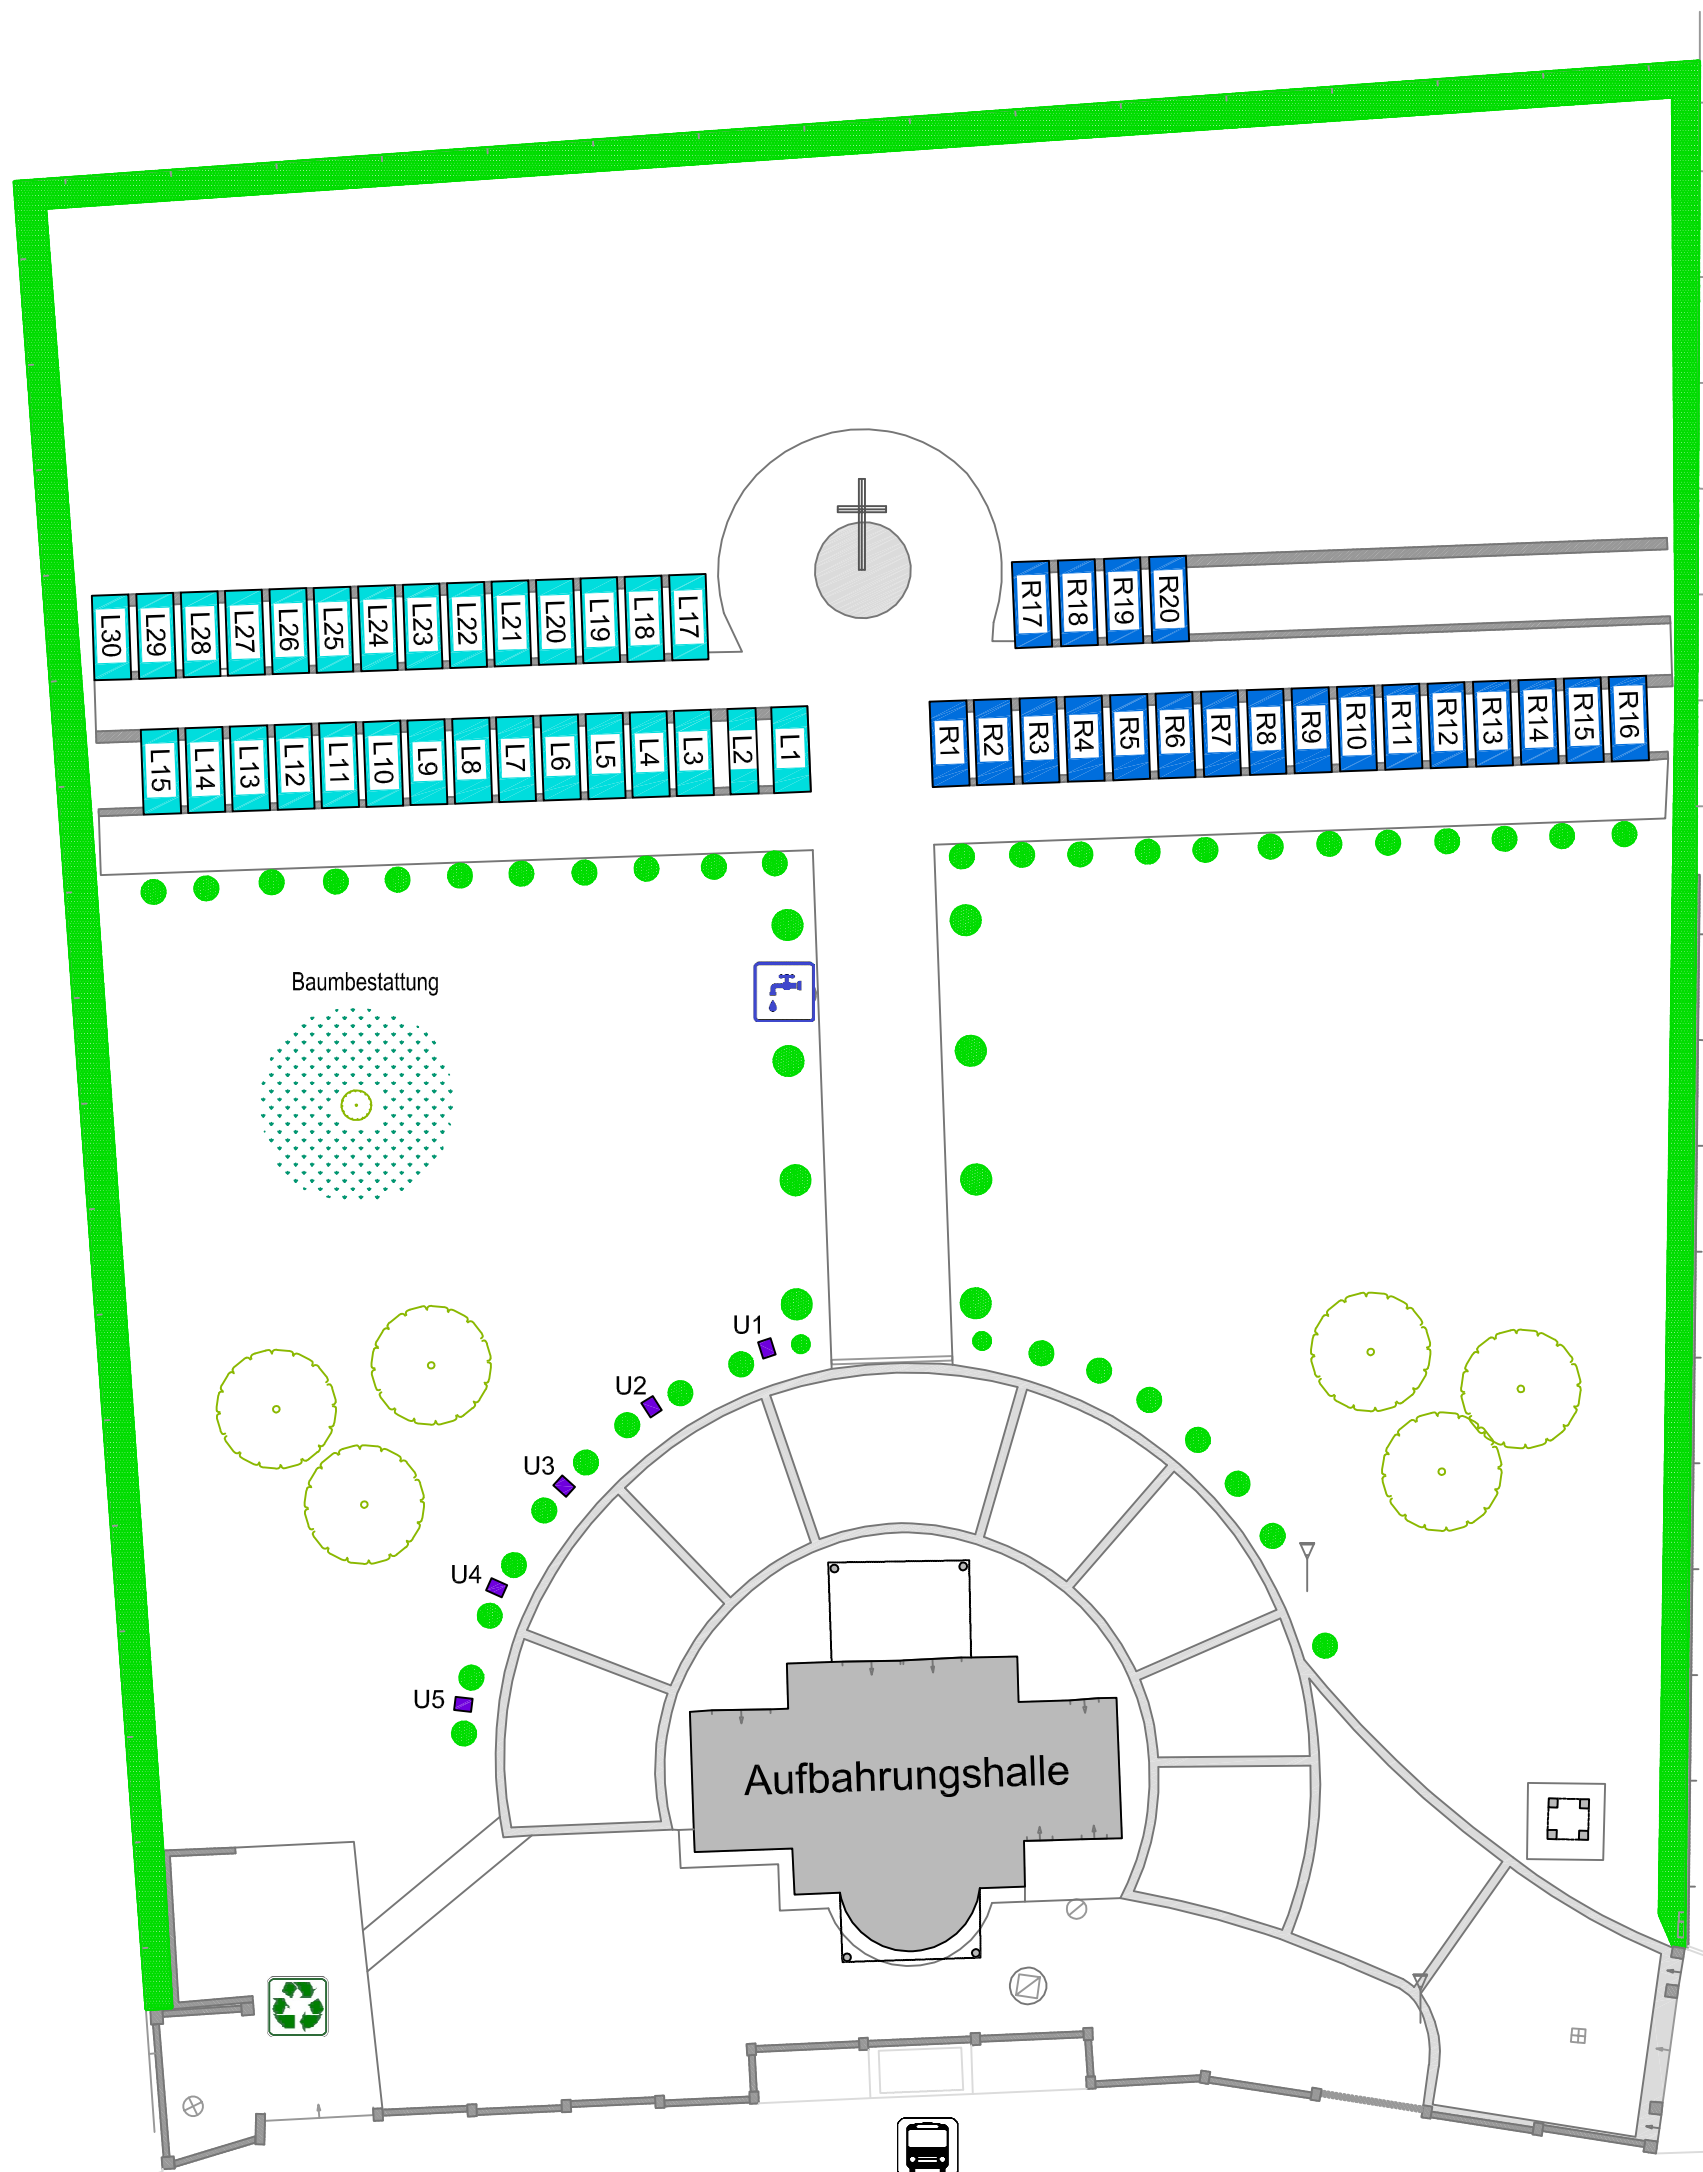 L30 L29 L28 L27 L26 L25 L24 L23 L22 L21 L20 L19 L18 L17
R17 R18 R19 R20
L15 L14 L13 L12 L11 L10 L9 L8 L7 L6 L5 L4 L3 L2 L1
R1 R2 R3 R4 R5 R6 R7 R8 R9 R10 R11 R12 R13 R14 R15 R16
Baumbestattung
U1
U2
U3
U4
U5
Aufbahrungshalle